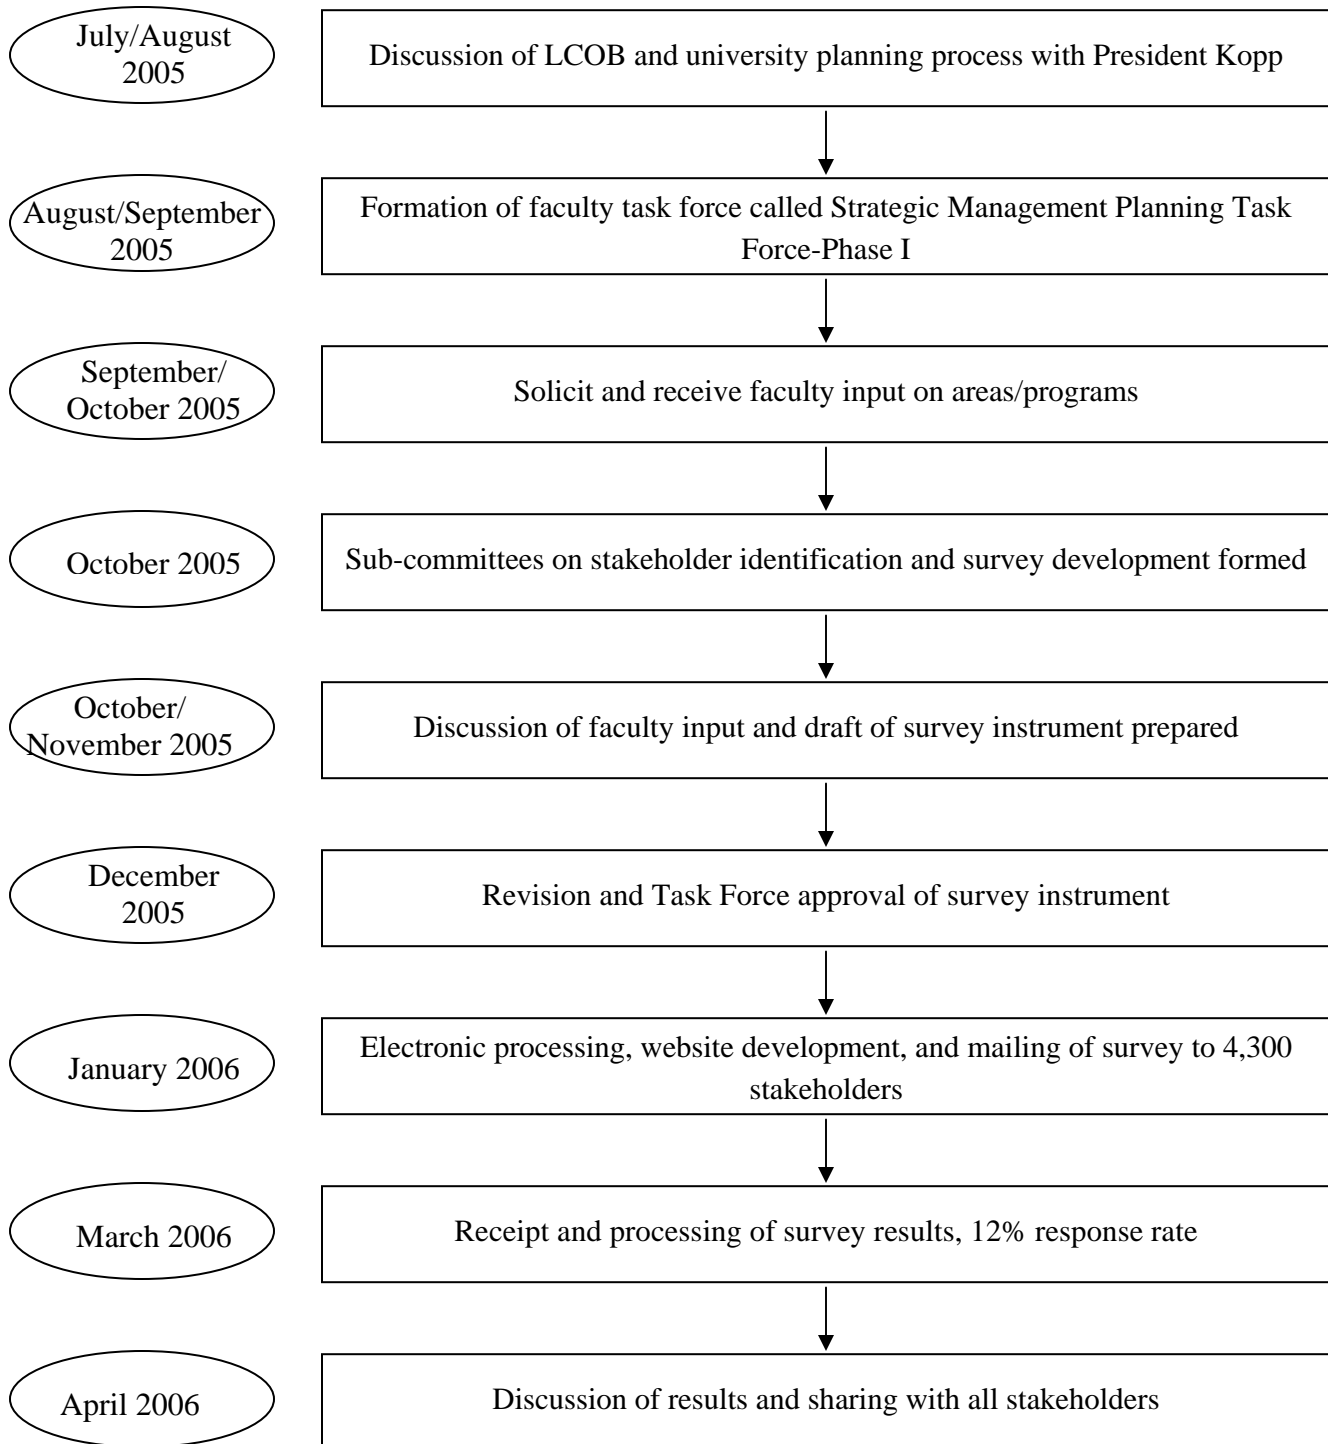 July/August
2005
Discussion of LCOB and university planning process with President Kopp
August/September
2005
Formation of faculty task force called Strategic Management Planning Task
Force-Phase I
September/
October 2005
Solicit and receive faculty input on areas/programs
October 2005
Sub-committees on stakeholder identification and survey development formed
October/
November 2005
Discussion of faculty input and draft of survey instrument prepared
December
2005
Revision and Task Force approval of survey instrument
January 2006
Electronic processing, website development, and mailing of survey to 4,300
stakeholders
March 2006
Receipt and processing of survey results, 12% response rate
April 2006
Discussion of results and sharing with all stakeholders